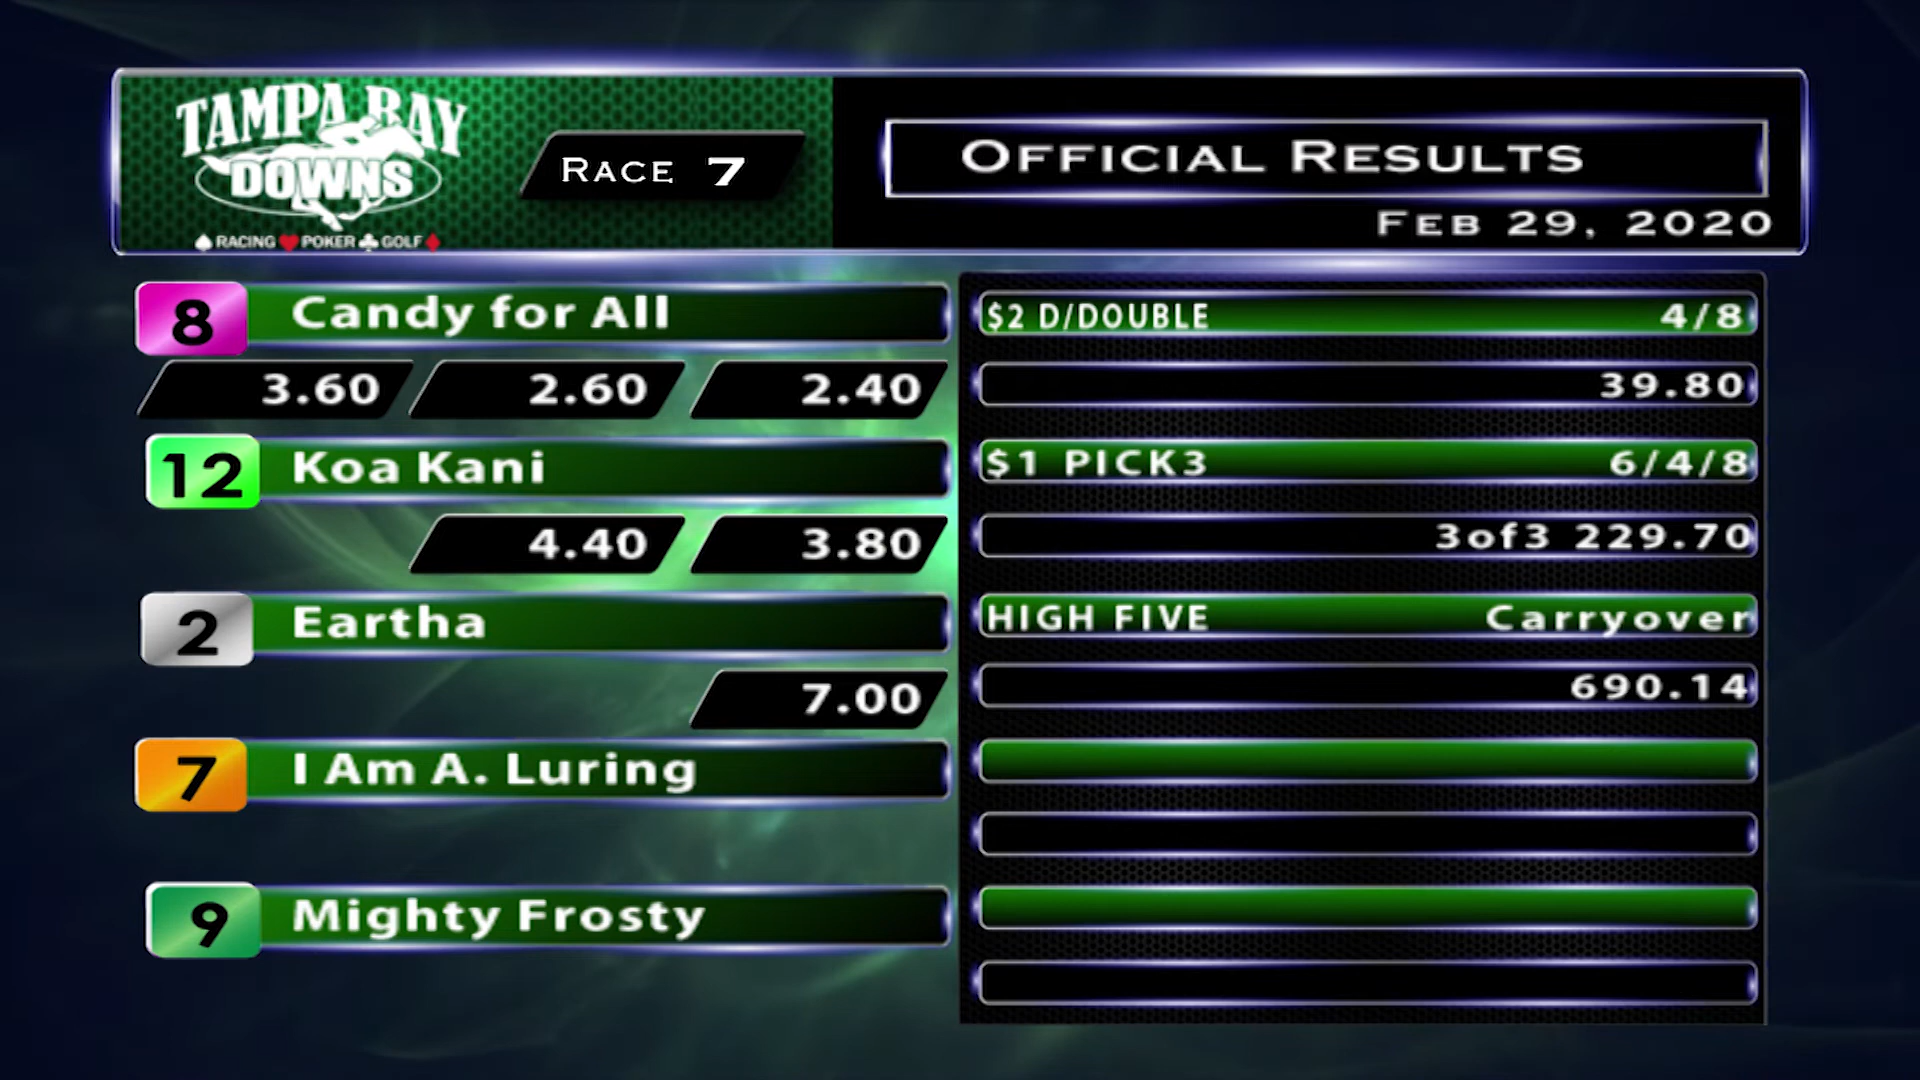 TAMPA BAY
DOWNS
RACING POKER GOLF
RACE 7
OFFICIAL RESULTS
FEB 29, 2020
8 Candy for All
3.60 2.60 2.40
12 Koa Kani
4.40 3.80
2 Eartha
7.00
7 I Am A. Luring
9 Mighty Frosty
$2 D/DOUBLE 4/8
39.80
$1 PICK3 6/4/8
3of3 229.70
HIGH FIVE Carryover
690.14